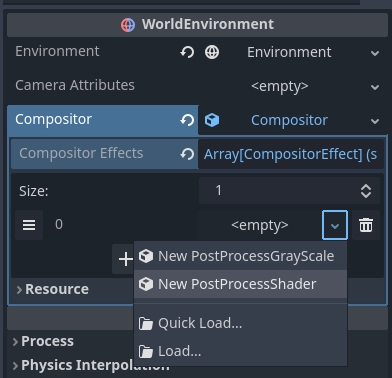 WorldEnvironment
Environment
Environment
Camera Attributes
<empty>
Compositor
Compositor
Compositor Effects
Array[CompositorEffect] (s
Size:
1
0
<empty>
New PostProcessGrayScale
New PostProcessShader
Resource
Quick Load...
Process
Load...
Physics Interpolation